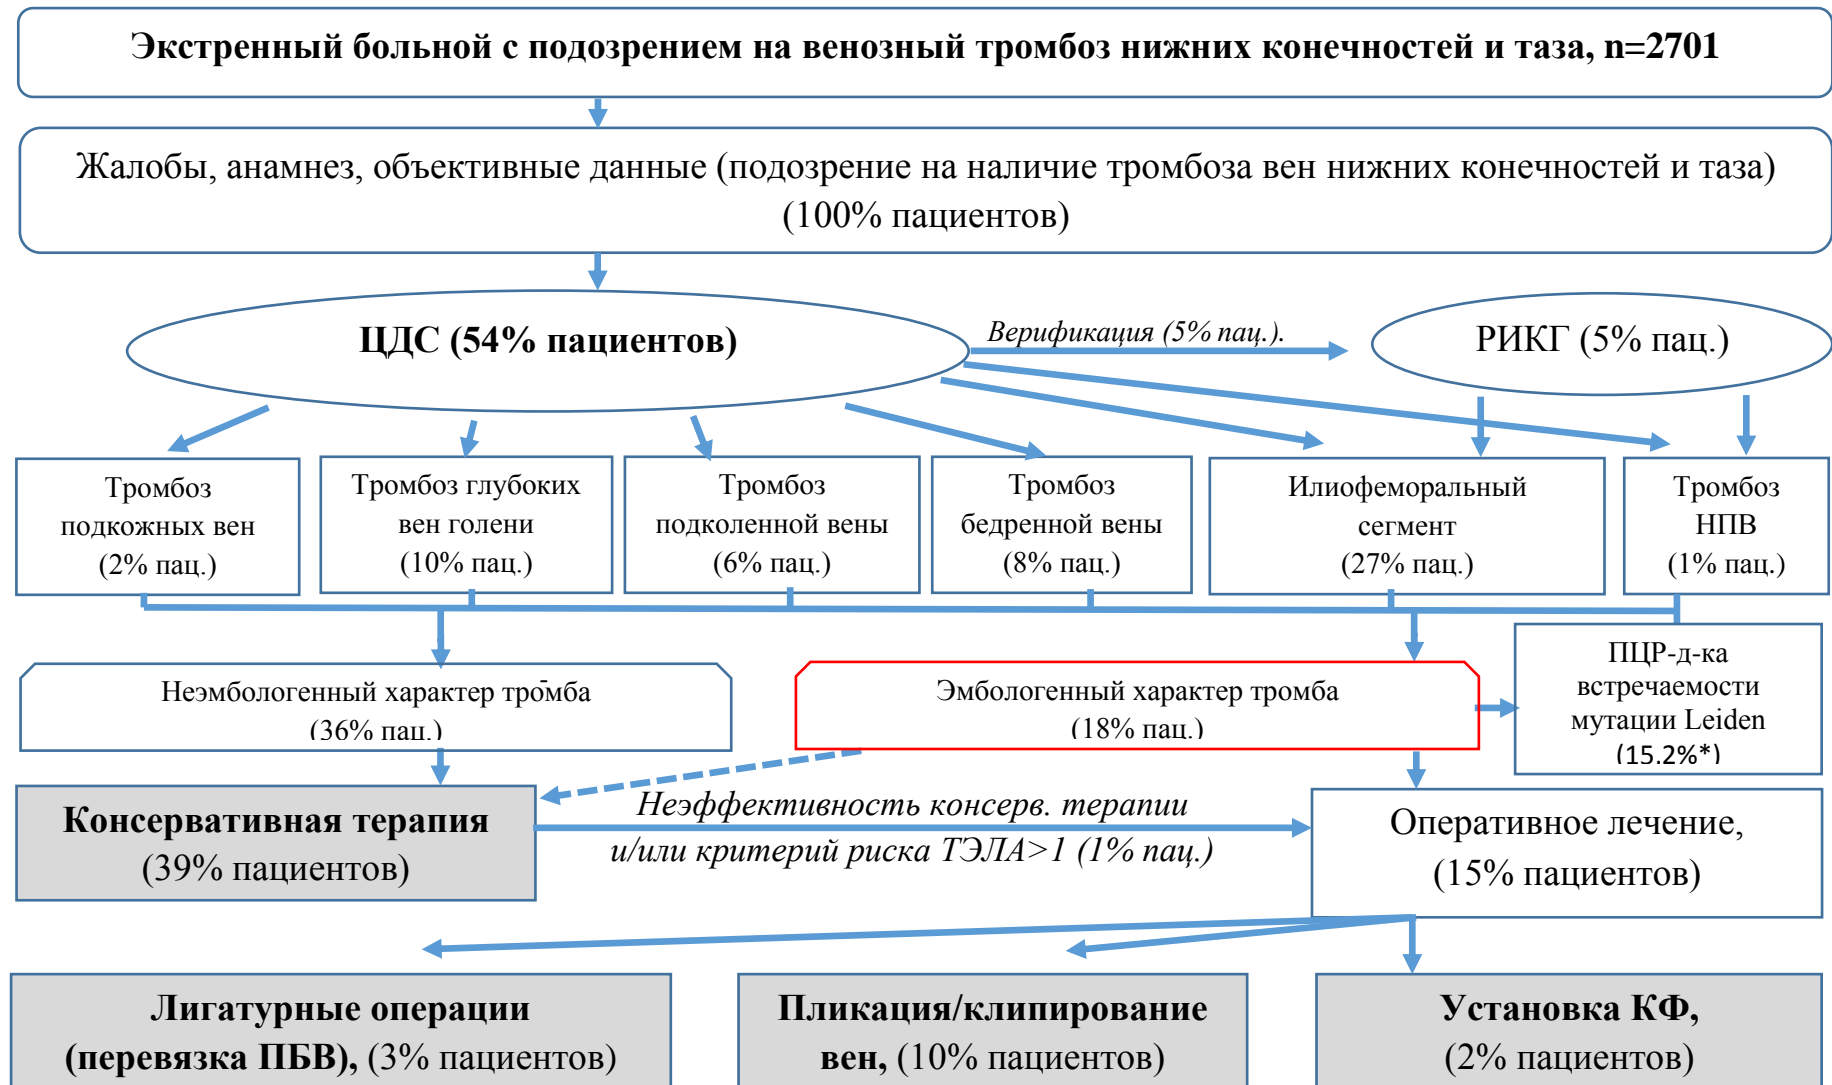 Экстренный больной с подозрением на венозный тромбоз нижних конечностей и таза, n=2701
Жалобы, анамнез, объективные данные (подозрение на наличие тромбоза вен нижних конечностей и таза)
(100% пациентов)
ЦДС (54% пациентов)
Верификация (5% пац.).
РИКГ (5% пац.)
Тромбоз
подкожных вен
(2% пац.)
Тромбоз глубоких
вен голени
(10% пац.)
Тромбоз
подколенной вены
(6% пац.)
Тромбоз
бедренной вены
(8% пац.)
Илиофеморальный
сегмент
(27% пац.)
Тромбоз
НПВ
(1% пац.)
Неэмбологенный характер тромба
(36% пац.)
Эмбологенный характер тромба
(18% пац.)
ПЦР-д-ка
встречаемости
мутации Leiden
(15.2%*)
Консервативная терапия
(39% пациентов)
Неэффективность консерв. терапии
и/или критерий риска ТЭЛА>1 (1% пац.)
Оперативное лечение,
(15% пациентов)
Лигатурные операции
(перевязка ПБВ), (3% пациентов)
Пликация/клипирование
вен, (10% пациентов)
Установка КФ,
(2% пациентов)